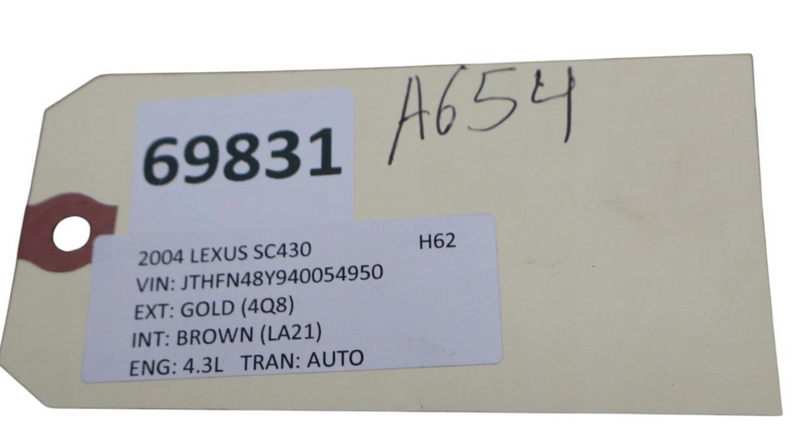 A654
69831
2004 LEXUS SC430 H62
VIN: JTHFN48Y940054950
EXT: GOLD (4Q8)
INT: BROWN (LA21)
ENG: 4.3L TRAN: AUTO